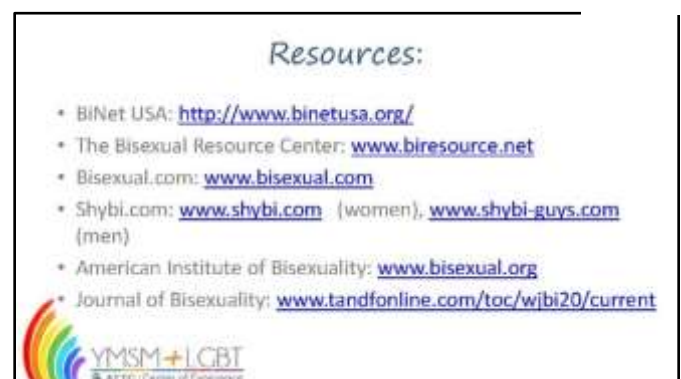 Resources:
• BiNet USA: http://www.binetusa.org/
• The Bisexual Resource Center: www.biresource.net
• Bisexual.com: www.bisexual.com
• Shybi.com: www.shybi.com (women), www.shybi-guys.com
(men)
• American Institute of Bisexuality: www.bisexual.org
• Journal of Bisexuality: www.tandfonline.com/toc/wjbi20/current
YMSM+LGBT